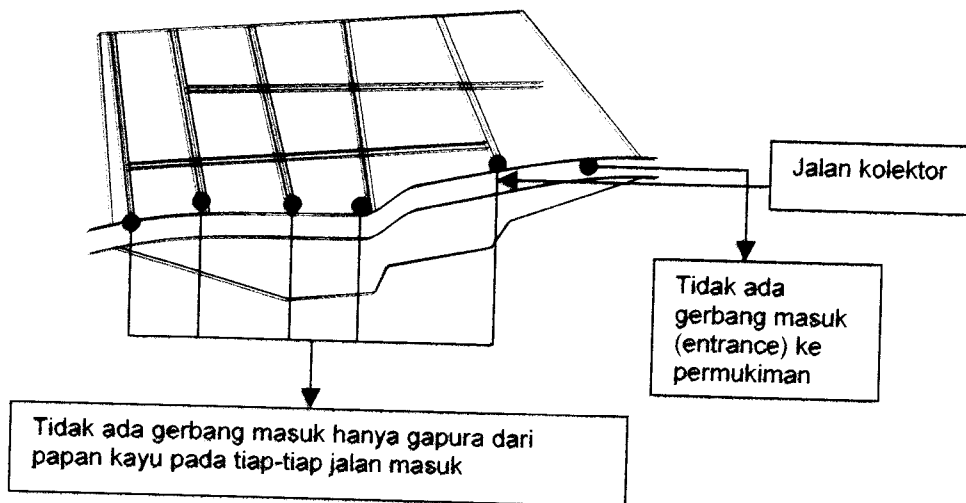 Jalan kolektor
Tidak ada
gerbang masuk
(entrance) ke
permukiman
Tidak ada gerbang masuk hanya gapura dari
papan kayu pada tiap-tiap jalan masuk